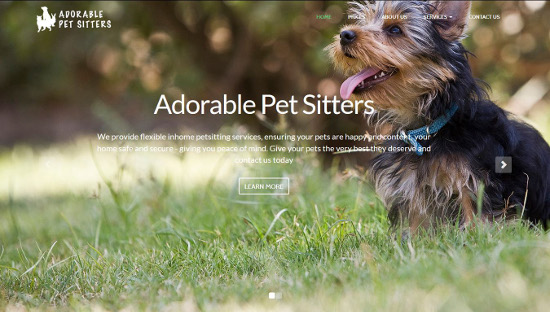 ADORABLE
PET SITTERS
HOME
PRICES
ABOUT US
SERVICES
CONTACT US
Adorable Pet Sitters
We provide flexible inhome petsitting services, ensuring your pets are happy and content, your
home safe and secure - giving you peace of mind. Give your pets the very best they deserve and
contact us today
LEARN MORE